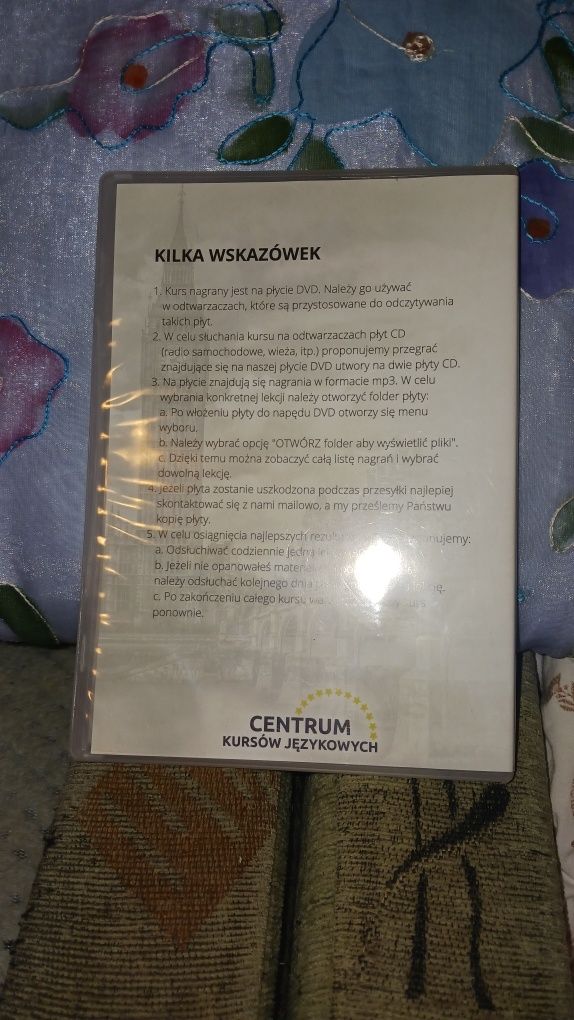 KILKA WSKAZÓWEK
1. Kurs nagrany jest na płycie DVD. Należy go używać
w odtwarzaczach, które są przystosowane do odczytywania
takich płyt.
2. W celu słuchania kursu na odtwarzaczach płyt CD
(radio samochodowe, wieża, itp.) proponujemy przegrać
znajdujące się na naszej płycie DVD utwory na dwie płyty CD.
3. Na płycie znajdują się nagrania w formacie mp3. W celu
wybrania konkretnej lekcji należy otworzyć folder płyty:
a. Po włożeniu płyty do napędu DVD otworzy się menu
wyboru.
b. Należy wybrać opcję "OTWÓRZ folder aby wyświetlić pliki".
c. Dzięki temu można zobaczyć całą listę nagrań i wybrać
dowolną lekcję.
4. Jeżeli płyta zostanie uszkodzona podczas przesyłki najlepiej
skontaktować się z nami mailowo, a my prześlemy Państwu
kopię płyty.
5. W celu osiągnięcia najlepszych
a. Odsłuchiwać codziennie jedną
b. Jeżeli nie opanowałeś
należy odsłuchać kolejnego dnia
c. Po zakończeniu całego kursu
ponownie.
CENTRUM
KURSÓW JĘZYKOWYCH